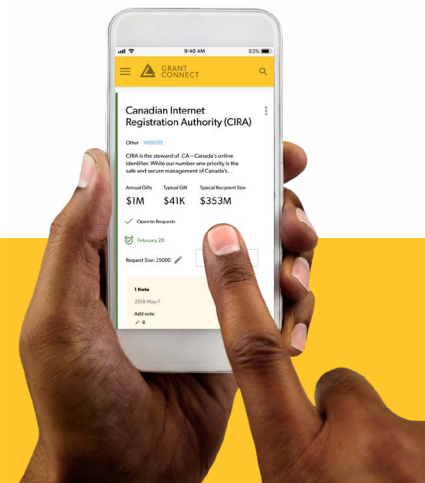 9:40 AM
83%
GRANT
CONNECT
Canadian Internet
Registration Authority (CIRA)
Other WEBSITE
CIRA is the steward of .CA – Canada's online
identifier. While our number one priority is the
safe and secure management of Canada's...
Annual Gifts Typical Gift Typical Recipient Size
$1M $41K $353M
Open to Requests
February 28
Request Size: 25000
1 Note
2018-May-7
Add note